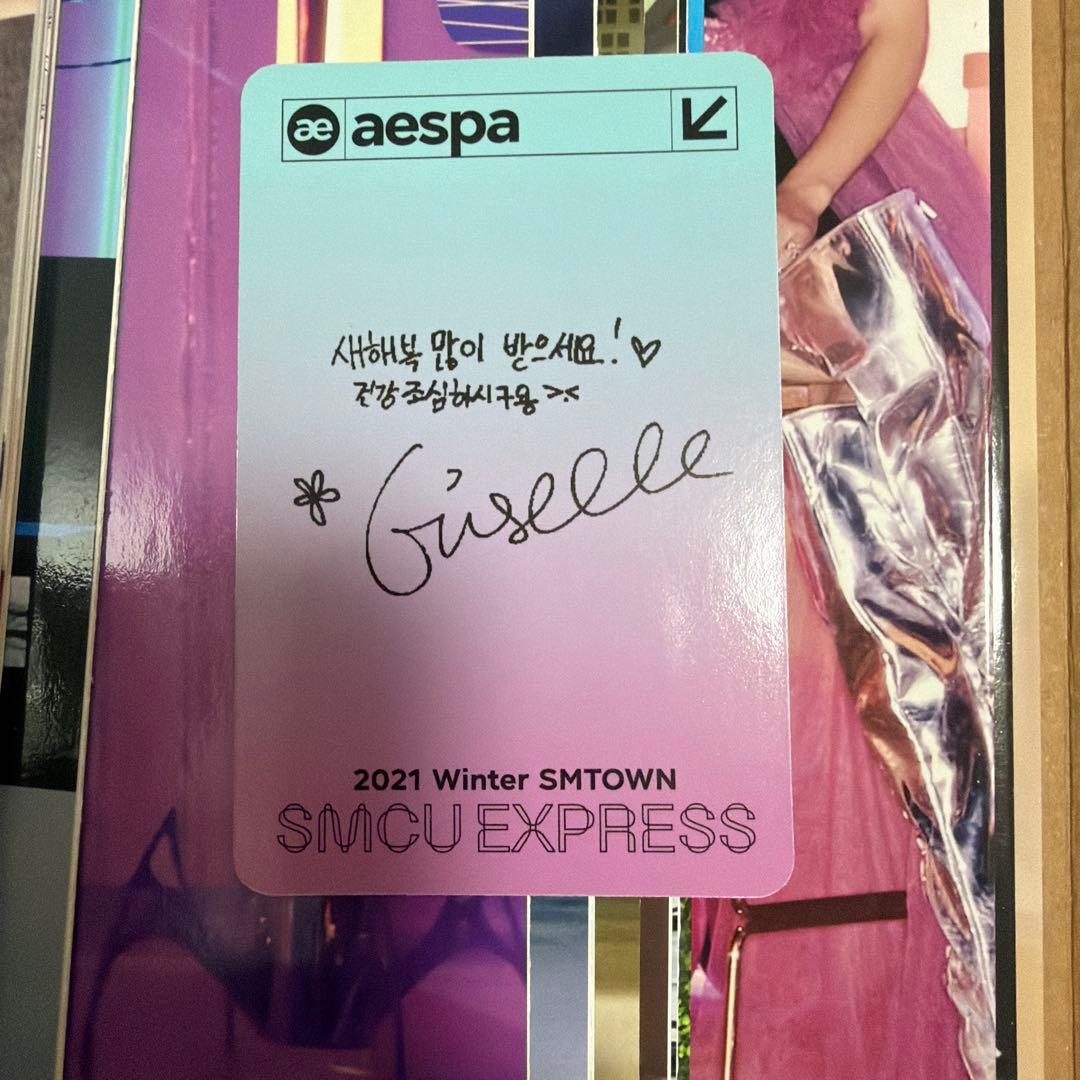 ae aespa
새해복 많이 받으세요! ♡
건강 조심하시구용 >.<
Giselle
2021 Winter SMTOWN
SMCU EXPRESS